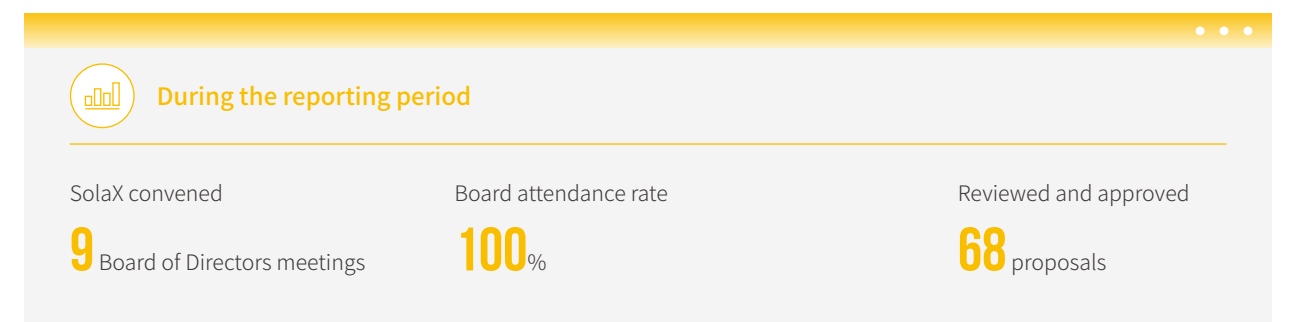 During the reporting period
SolaX convened
9 Board of Directors meetings
Board attendance rate
100%
Reviewed and approved
68 proposals